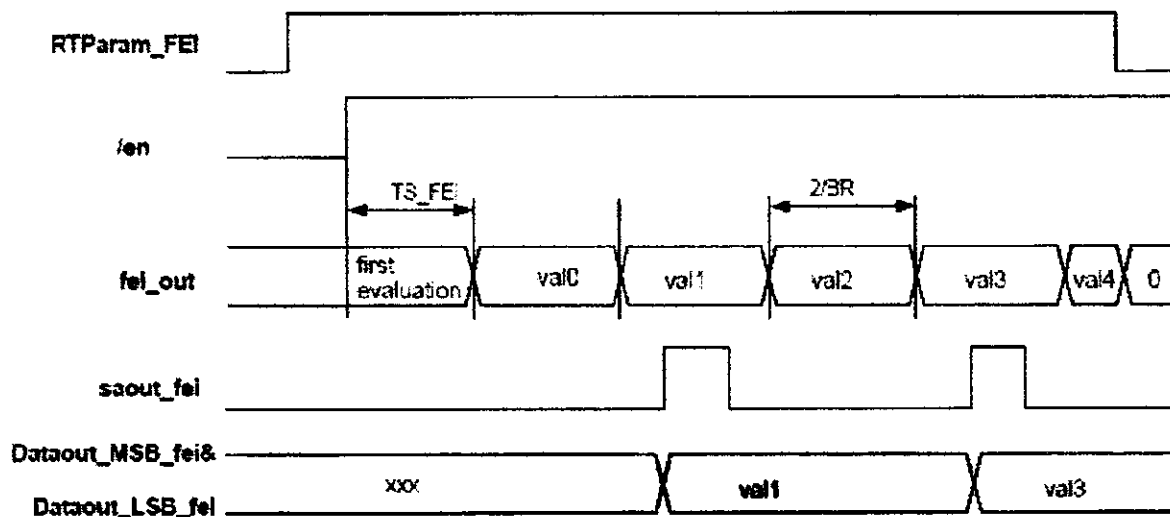 RTParam_FEI
/en
TS_FEI
2/BR
fei_out
first
evaluation
val0
val1
val2
val3
val4
0
saout_fei
Dataout_MSB_fei&
xxx
val1
val3
Dataout_LSB_fei